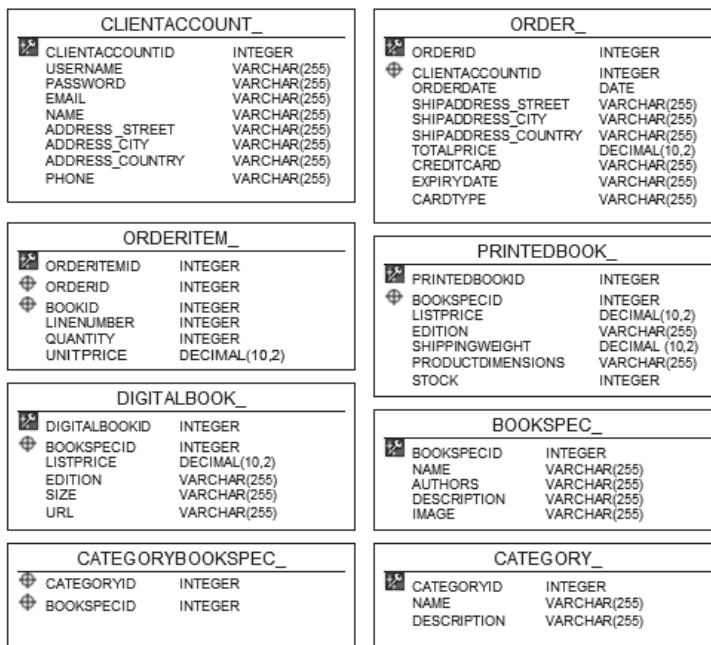 CLIENTACCOUNT_
CLIENTACCOUNTID INTEGER
USERNAME VARCHAR(255)
PASSWORD VARCHAR(255)
EMAIL VARCHAR(255)
NAME VARCHAR(255)
ADDRESS_STREET VARCHAR(255)
ADDRESS_CITY VARCHAR(255)
ADDRESS_COUNTRY VARCHAR(255)
PHONE VARCHAR(255)
ORDER_
ORDERID INTEGER
CLIENTACCOUNTID INTEGER
ORDERDATE DATE
SHIPADDRESS_STREET VARCHAR(255)
SHIPADDRESS_CITY VARCHAR(255)
SHIPADDRESS_COUNTRY VARCHAR(255)
TOTALPRICE DECIMAL(10,2)
CREDITCARD VARCHAR(255)
EXPIRYDATE VARCHAR(255)
CARDTYPE VARCHAR(255)
ORDERITEM_
ORDERITEMID INTEGER
ORDERID INTEGER
BOOKID INTEGER
LINENUMBER INTEGER
QUANTITY INTEGER
UNITPRICE DECIMAL(10,2)
PRINTEDBOOK_
PRINTEDBOOKID INTEGER
BOOKSPECID INTEGER
LISTPRICE DECIMAL(10,2)
EDITION VARCHAR(255)
SHIPPINGWEIGHT DECIMAL (10,2)
PRODUCTDIMENSIONS VARCHAR(255)
STOCK INTEGER
DIGITALBOOK_
DIGITALBOOKID INTEGER
BOOKSPECID INTEGER
LISTPRICE DECIMAL(10,2)
EDITION VARCHAR(255)
SIZE VARCHAR(255)
URL VARCHAR(255)
BOOKSPEC_
BOOKSPECID INTEGER
NAME VARCHAR(255)
AUTHORS VARCHAR(255)
DESCRIPTION VARCHAR(255)
IMAGE VARCHAR(255)
CATEGORYBOOKSPEC_
CATEGORYID INTEGER
BOOKSPECID INTEGER
CATEGORY_
CATEGORYID INTEGER
NAME VARCHAR(255)
DESCRIPTION VARCHAR(255)